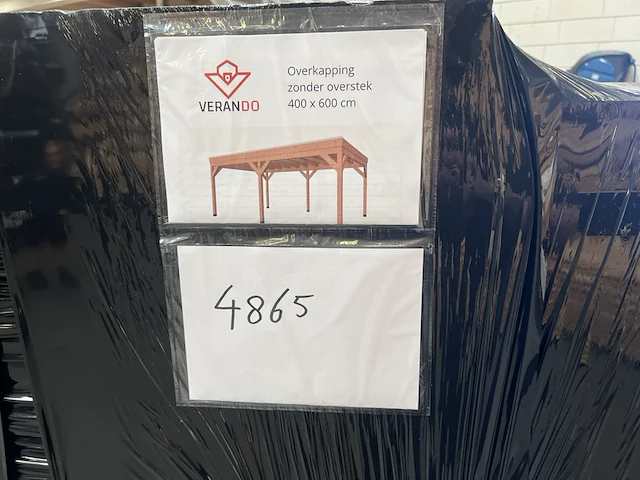 VERANDO
Overkapping
zonder overstek
400 x 600 cm
4865